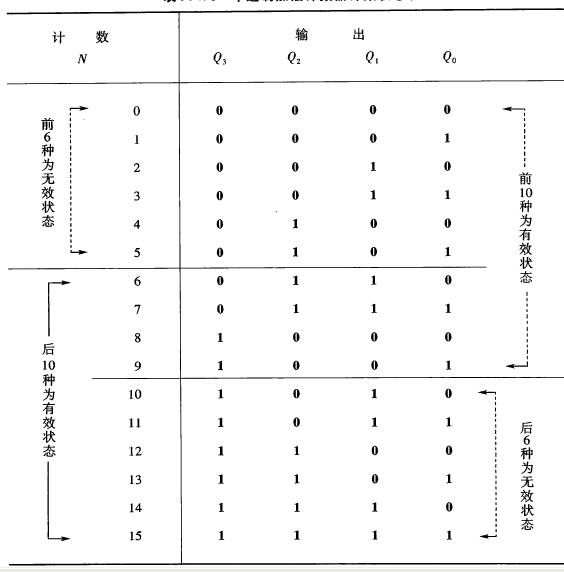 计 数 输 出
N Q3 Q2 Q1 Q0
0 0 0 0 0
1 0 0 0 1
2 0 0 1 0
3 0 0 1 1
4 0 1 0 0
5 0 1 0 1
6 0 1 1 0
7 0 1 1 1
8 1 0 0 0
9 1 0 0 1
10 1 0 1 0
11 1 0 1 1
12 1 1 0 0
13 1 1 0 1
14 1 1 1 0
15 1 1 1 1
前6种为无效状态
后10种为有效状态
前10种为有效状态
后6种为无效状态